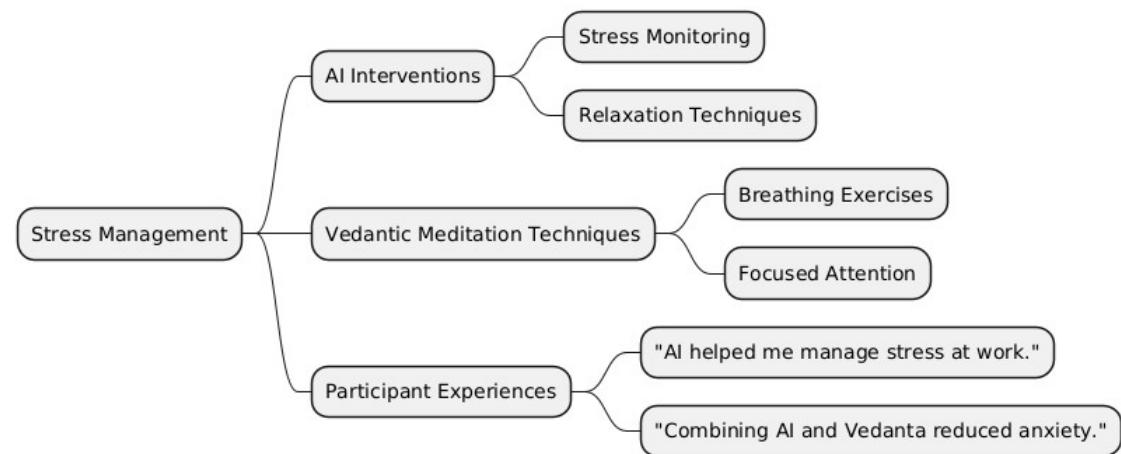 Stress Management
AI Interventions
Stress Monitoring
Relaxation Techniques
Vedantic Meditation Techniques
Breathing Exercises
Focused Attention
Participant Experiences
"AI helped me manage stress at work."
"Combining AI and Vedanta reduced anxiety."